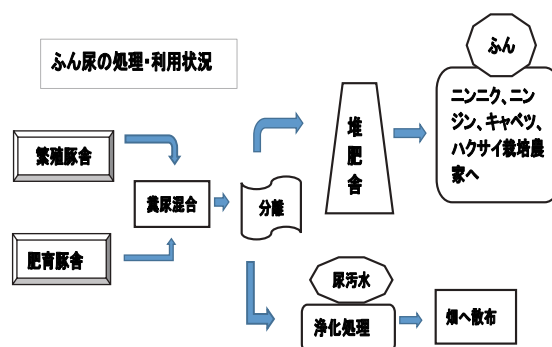 ふん尿の処理・利用状況
繁殖豚舎
肥育豚舎
糞尿混合
分離
堆肥舎
ふん
ニンニク、ニン
ジン、キャベツ、
ハクサイ栽培農
家へ
尿汚水
浄化処理
畑へ散布